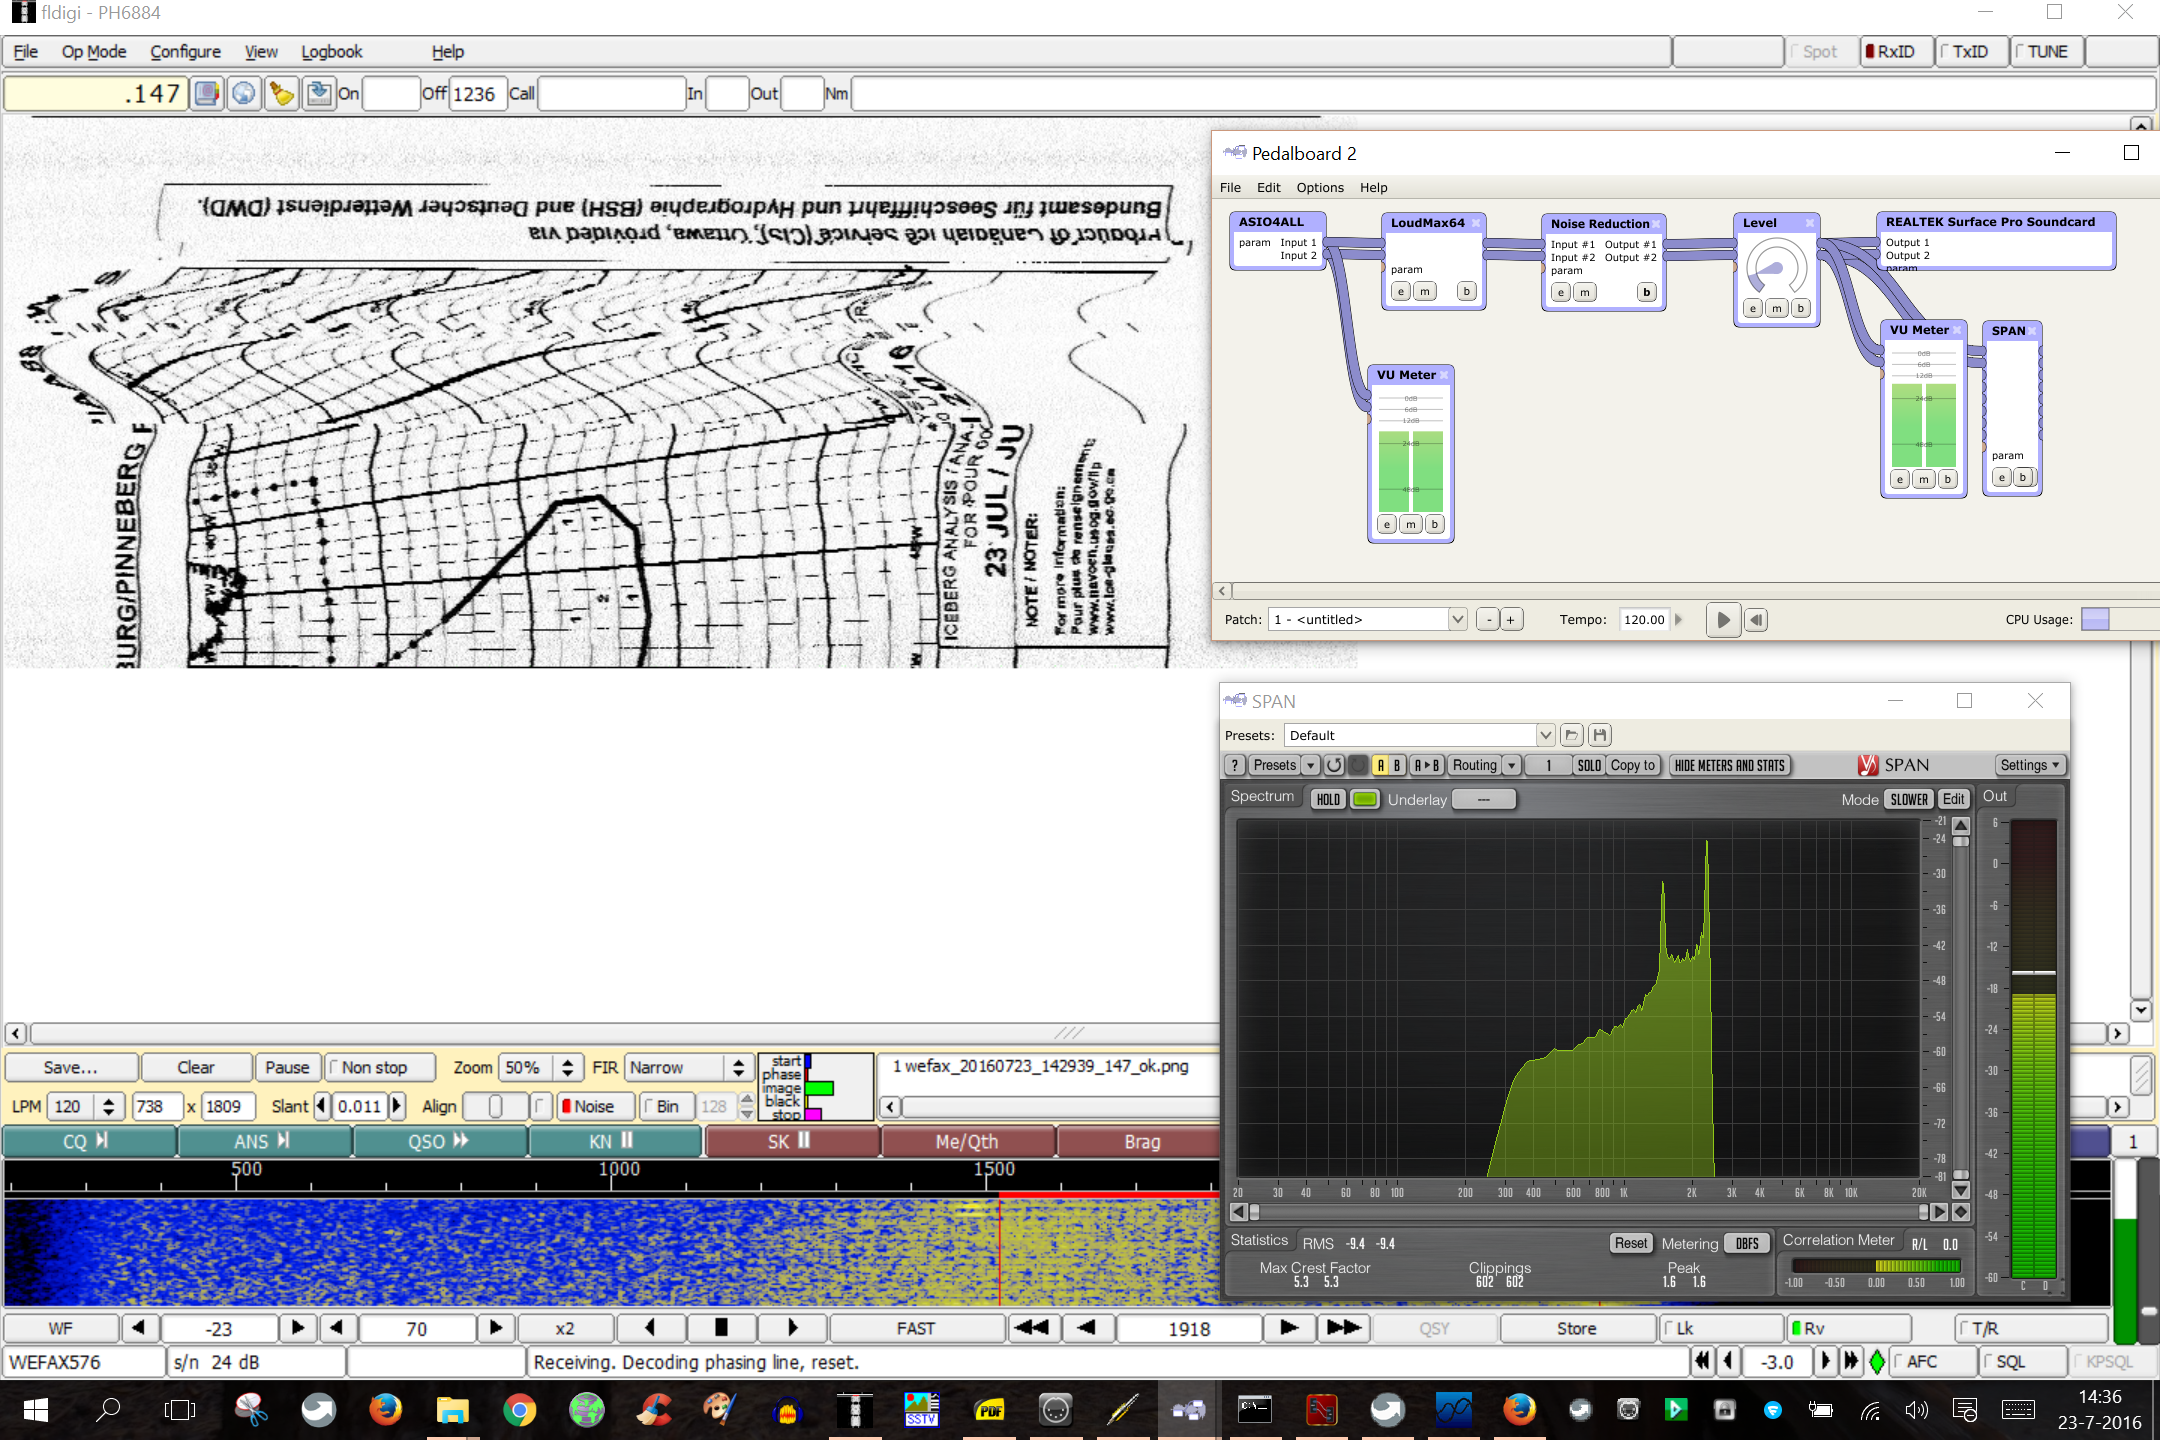 fldigi - PH6884
File Op Mode Configure View Logbook Help
Spot RxID TxID TUNE
.147 On Off 1236 Call In Out Nm
Bundesamt für Seeschifffahrt und Hydrographie (BSH) and Deutscher Wetterdienst (DWD).
Product of Canadian Ice Service (CIS), Ottawa, provided via
BURG/PINNEBERG
ICEBERG ANALYSIS / ANA
FOR / POUR
23 JUL / JU
2016
NOTE / NOTER:
For more information:
Pour plus de renseignement:
Pedalboard 2
File Edit Options Help
ASIO4ALL
param Input 1
Input 2
LoudMax64
param
e m b
Noise Reduction
Input #1 Output #1
Input #2 Output #2
param
e m b
Level
e m b
REALTEK Surface Pro Soundcard
Output 1
Output 2
param
VU Meter
0dB
6dB
12dB
24dB
48dB
e m b
VU Meter
0dB
6dB
12dB
24dB
48dB
e m b
SPAN
param
e b
Patch: 1 - <untitled> - + Tempo: 120.00 CPU Usage:
SPAN
Presets: Default
? Presets A B A B Routing 1 SOLO Copy to HIDE METERS AND STATS SPAN Settings
Spectrum HOLD Underlay --- Mode SLOWER Edit Out
-21
-24
-30
-36
-42
-48
-54
-60
-66
-72
-78
-81
20 30 40 60 80 100 200 300 400 600 800 1K 2K 3K 4K 6K 8K 10K 20K
6
0
-6
-12
-18
-24
-30
-36
-42
-48
-54
-60
C D
Statistics RMS -9.4 -9.4 Reset Metering DBFS Correlation Meter R/L 0.0
Max Crest Factor Clippings Peak
5.3 5.3 602 602 1.6 1.6
-1.00 -0.50 0.00 0.50 1.00
Save... Clear Pause Non stop Zoom 50% FIR Narrow
start
phase
image
black
stop
1 wefax_20160723_142939_147_ok.png
LPM 120 738 x 1809 Slant 0.011 Align Noise Bin 128
CQ ANS QSO KN SK Me/Qth Brag 1
500 1000 1500
WF -23 70 x2 FAST 1918 QSY Store Lk Rv T/R
WEFAX576 s/n 24 dB Receiving. Decoding phasing line, reset. -3.0 AFC SQL KPSQL
SSTV
PDF
14:36
23-7-2016